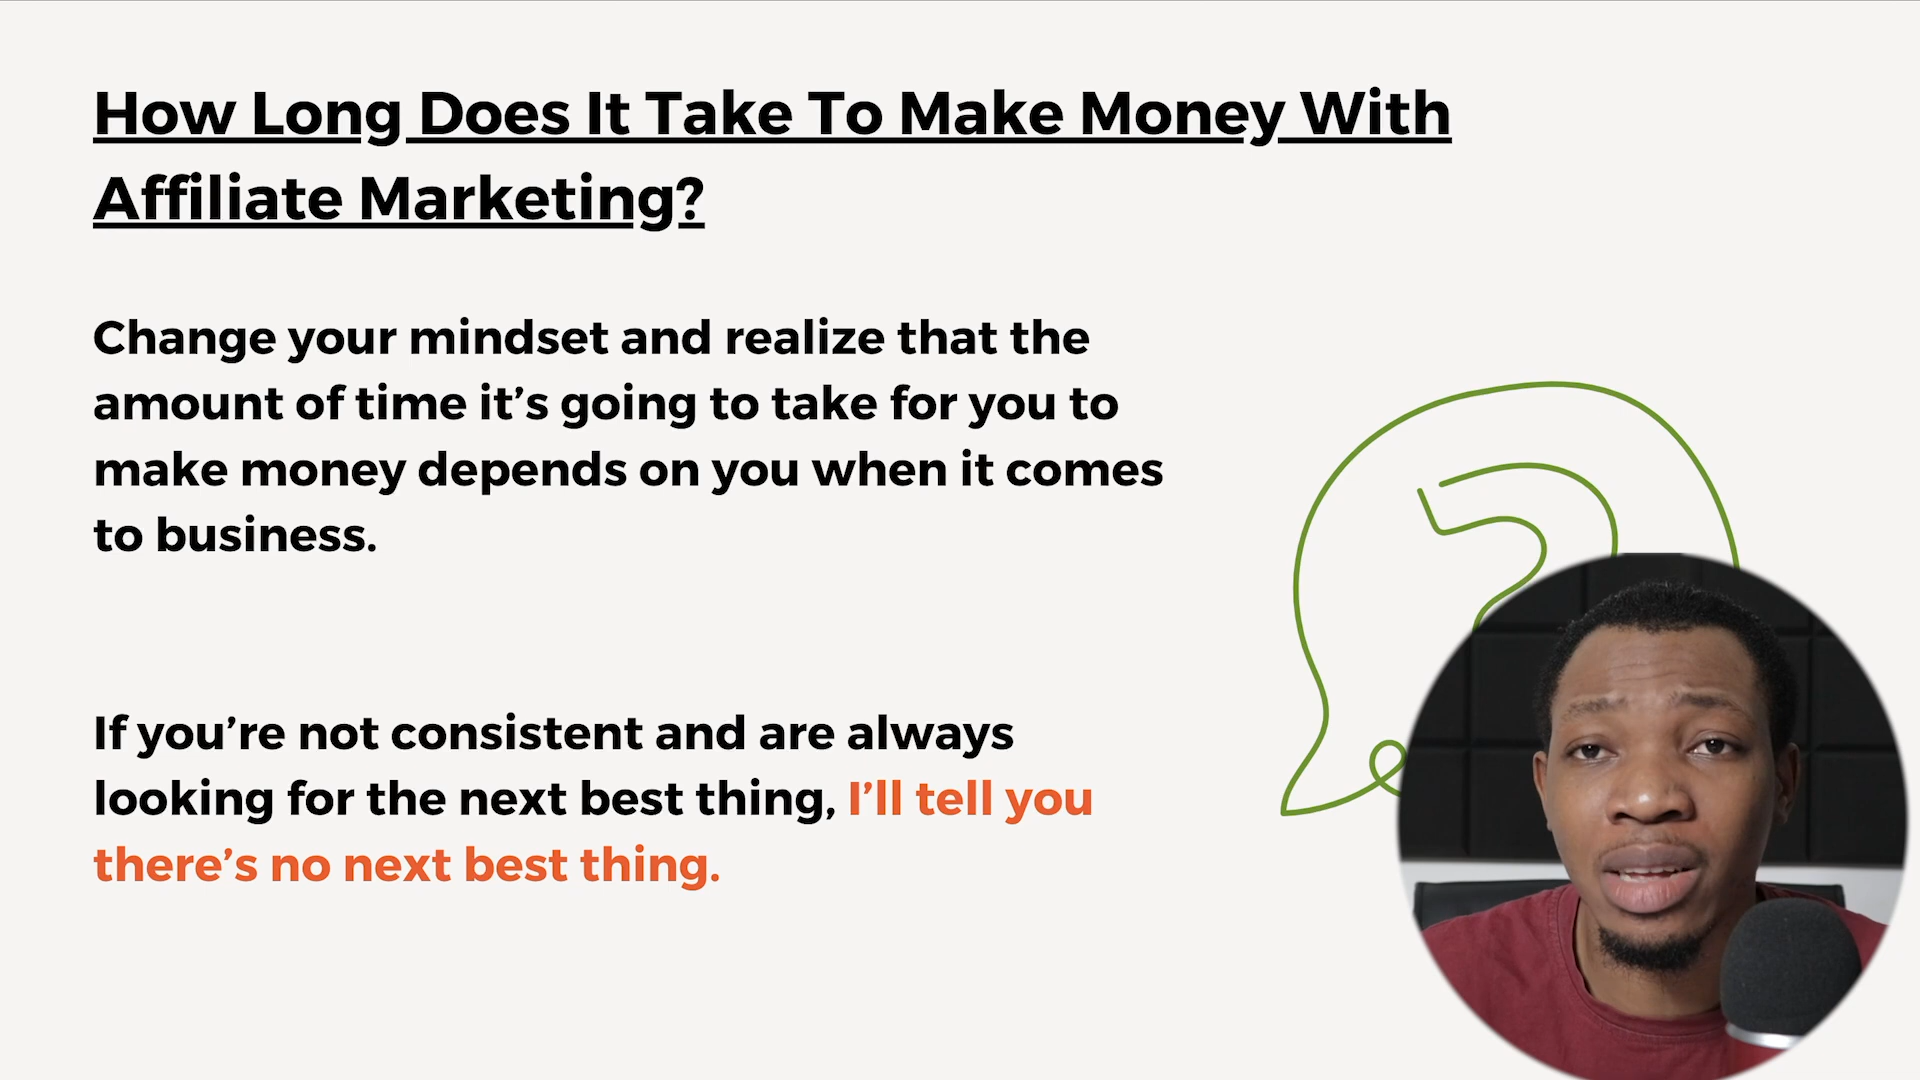 How Long Does It Take To Make Money With
Affiliate Marketing?
Change your mindset and realize that the
amount of time it’s going to take for you to
make money depends on you when it comes
to business.
If you’re not consistent and are always
looking for the next best thing, I’ll tell you
there’s no next best thing.